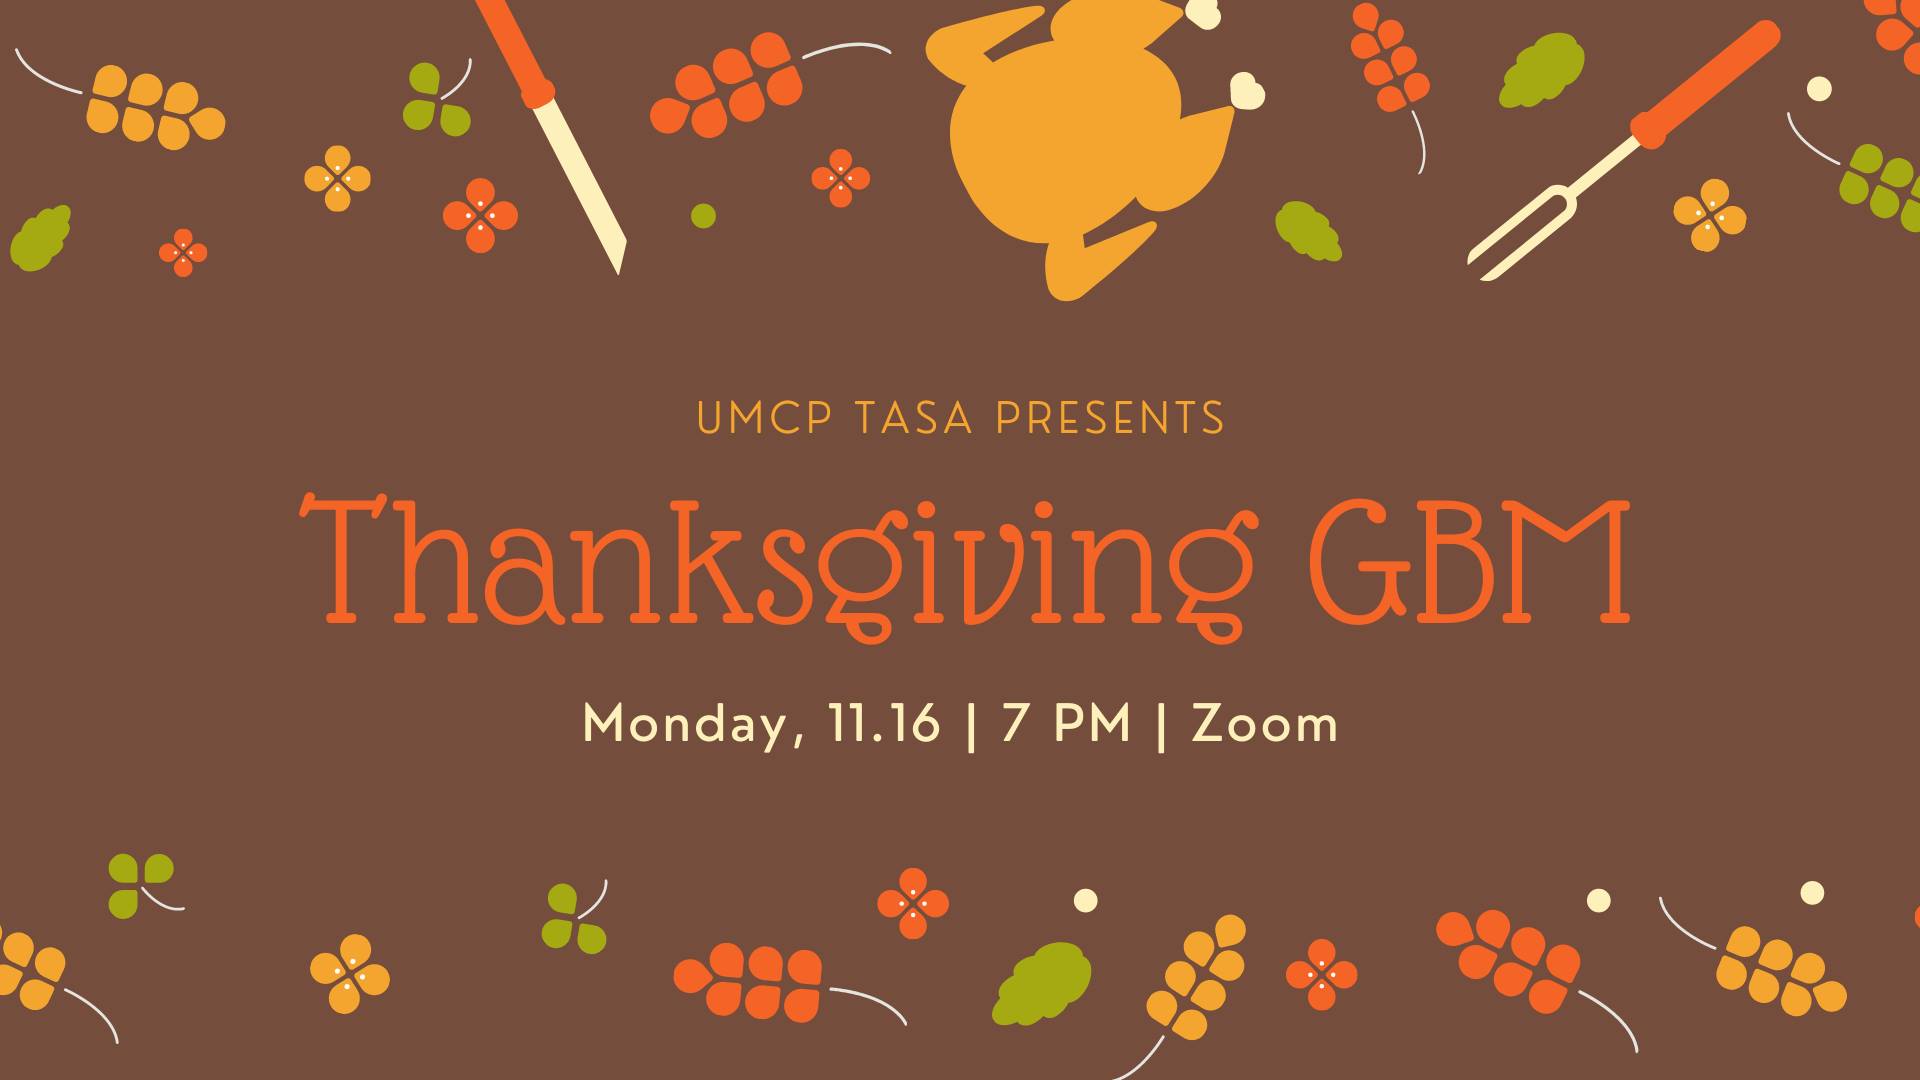 UMCP TASA PRESENTS
Thanksgiving GBM
Monday, 11.16 | 7 PM | Zoom